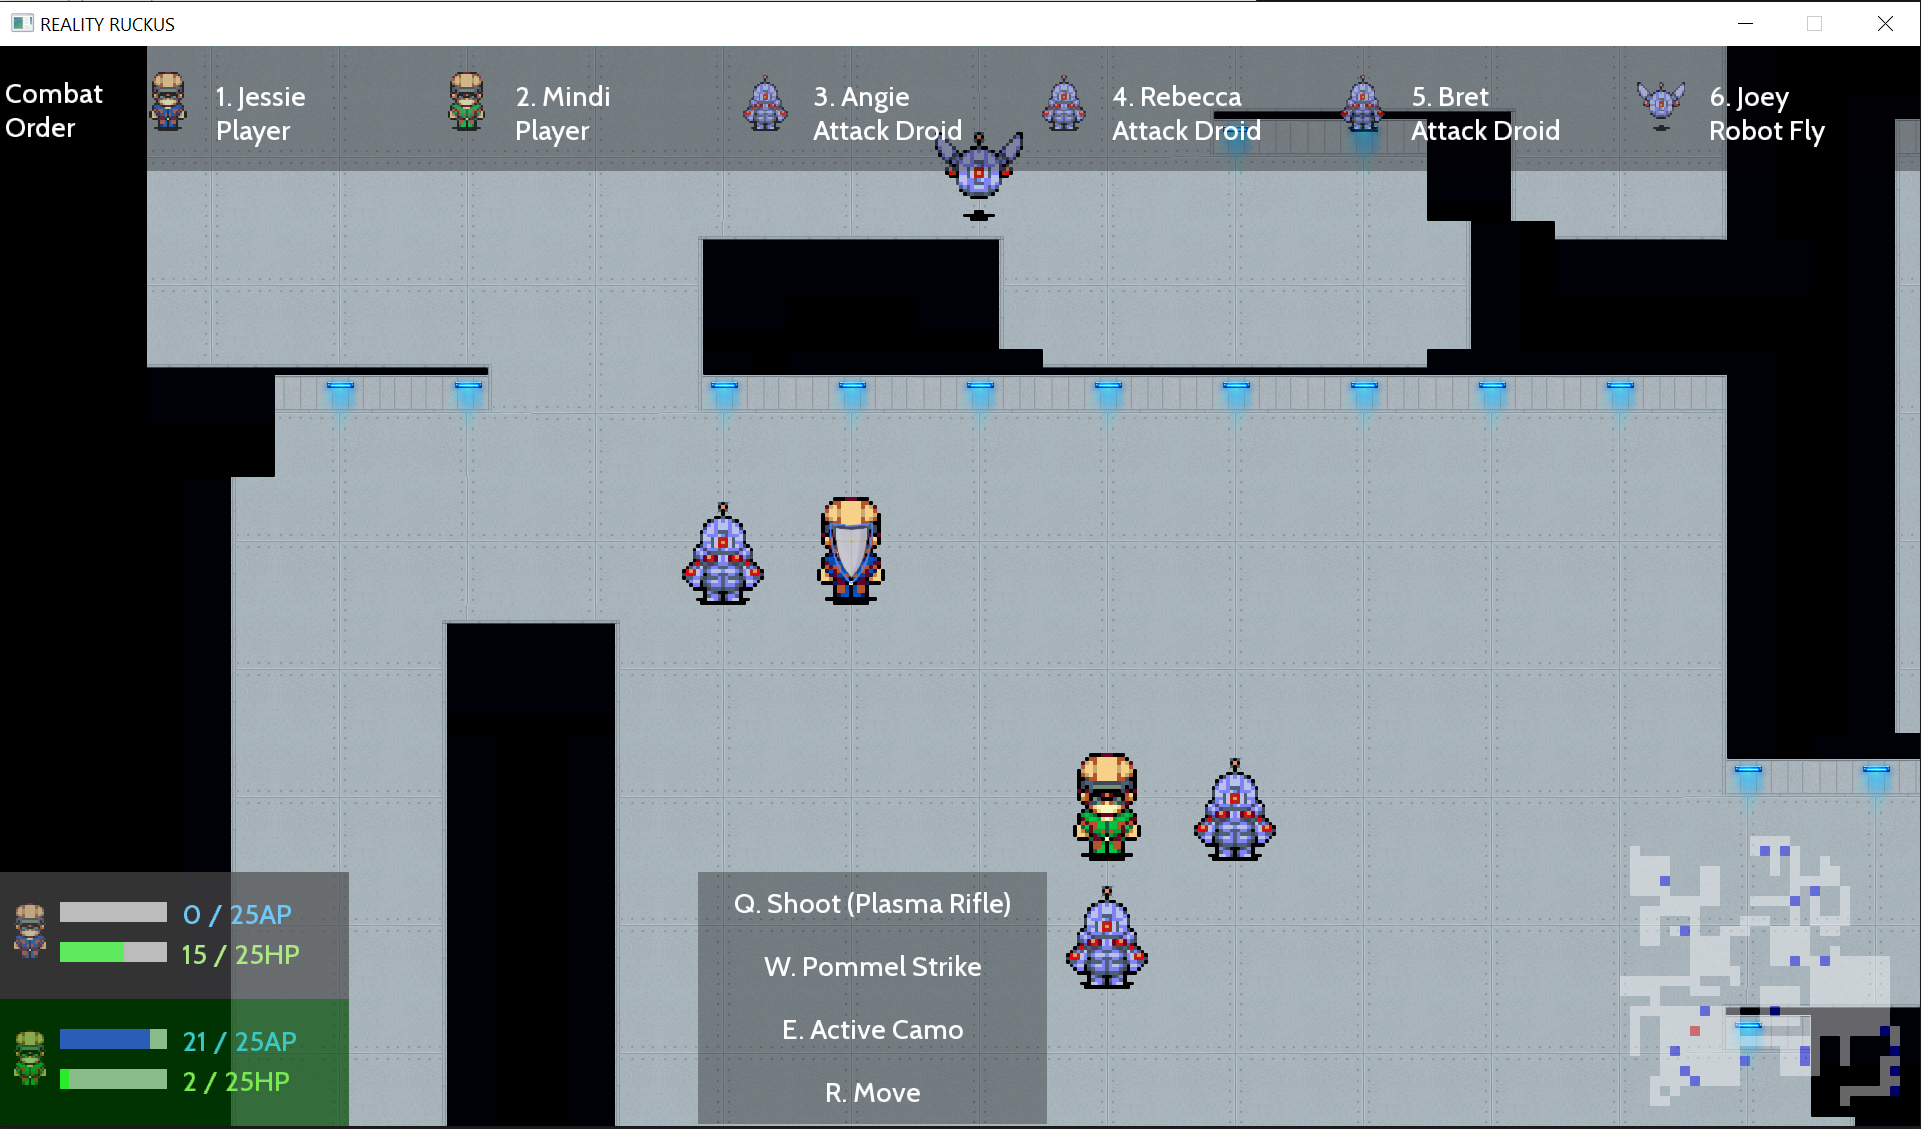 REALITY RUCKUS
Combat
Order
1. Jessie
Player
2. Mindi
Player
3. Angie
Attack Droid
4. Rebecca
Attack Droid
5. Bret
Attack Droid
6. Joey
Robot Fly
0 / 25AP
15 / 25HP
21 / 25AP
2 / 25HP
Q. Shoot (Plasma Rifle)
W. Pommel Strike
E. Active Camo
R. Move